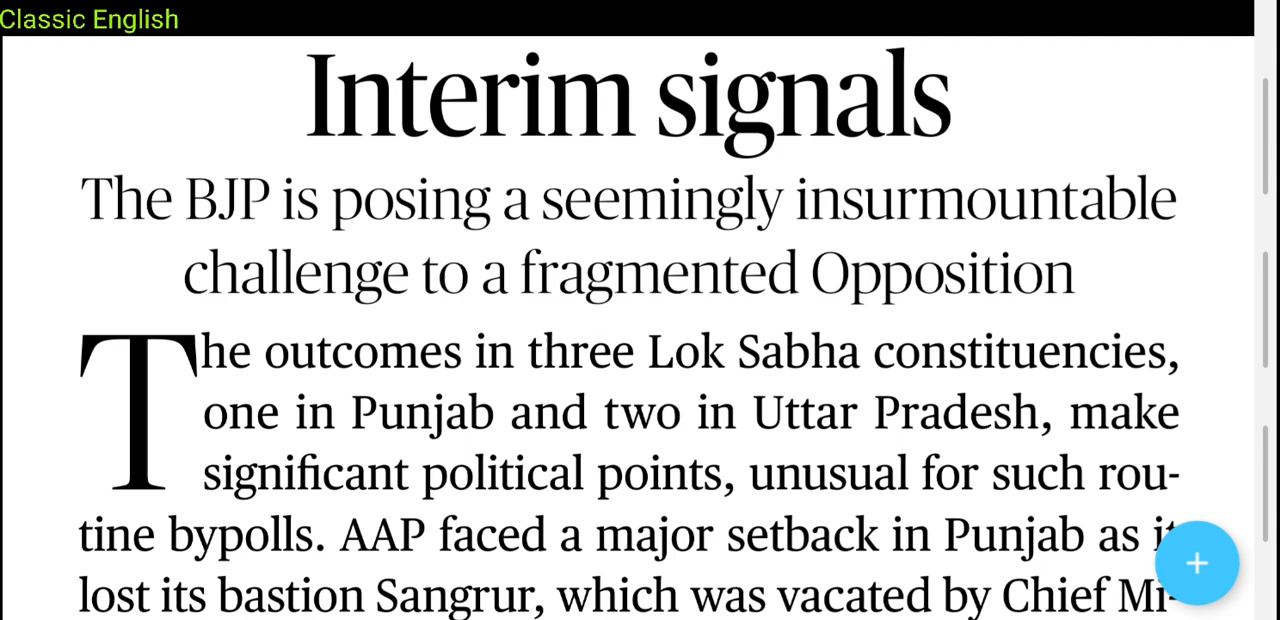 Classic English
Interim signals
The BJP is posing a seemingly insurmountable
challenge to a fragmented Opposition
The outcomes in three Lok Sabha constituencies,
one in Punjab and two in Uttar Pradesh, make
significant political points, unusual for such rou-
tine bypolls. AAP faced a major setback in Punjab as it
lost its bastion Sangrur, which was vacated by Chief Mi-